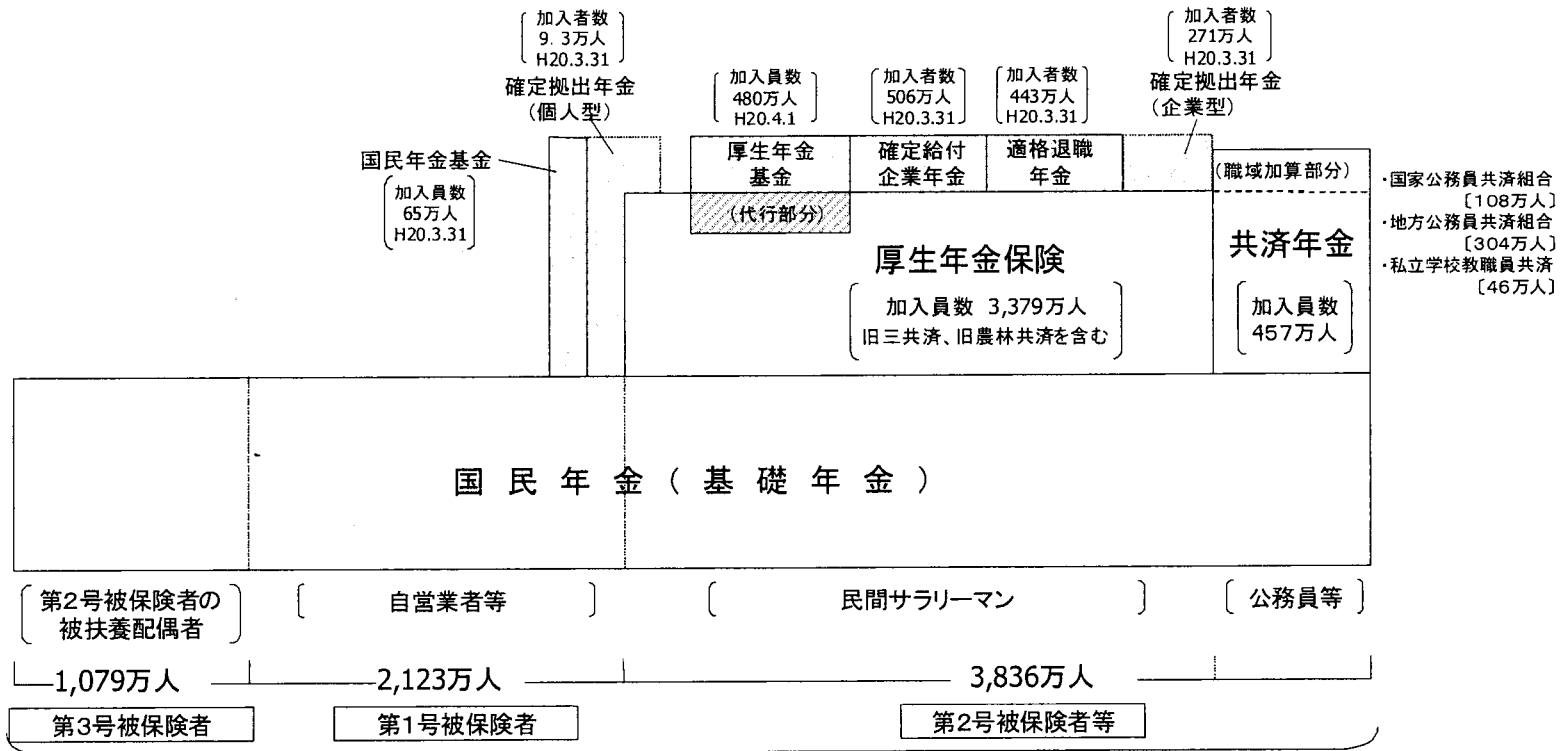 加入者数
9.3万人
H20.3.31
確定拠出年金
（個人型）
加入者数
271万人
H20.3.31
確定拠出年金
（企業型）
加入員数
480万人
H20.4.1
加入者数
506万人
H20.3.31
加入者数
443万人
H20.3.31
国民年金基金
加入員数
65万人
H20.3.31
厚生年金
基金
確定給付
企業年金
適格退職
年金
（代行部分）
（職域加算部分）
・国家公務員共済組合
〔108万人〕
・地方公務員共済組合
〔304万人〕
・私立学校教職員共済
〔46万人〕
厚生年金保険
加入員数 3,379万人
旧三共済、旧農林共済を含む
共済年金
加入員数
457万人
国民年金（基礎年金）
第2号被保険者の
被扶養配偶者
自営業者等
民間サラリーマン
公務員等
1,079万人
2,123万人
3,836万人
第3号被保険者
第1号被保険者
第2号被保険者等